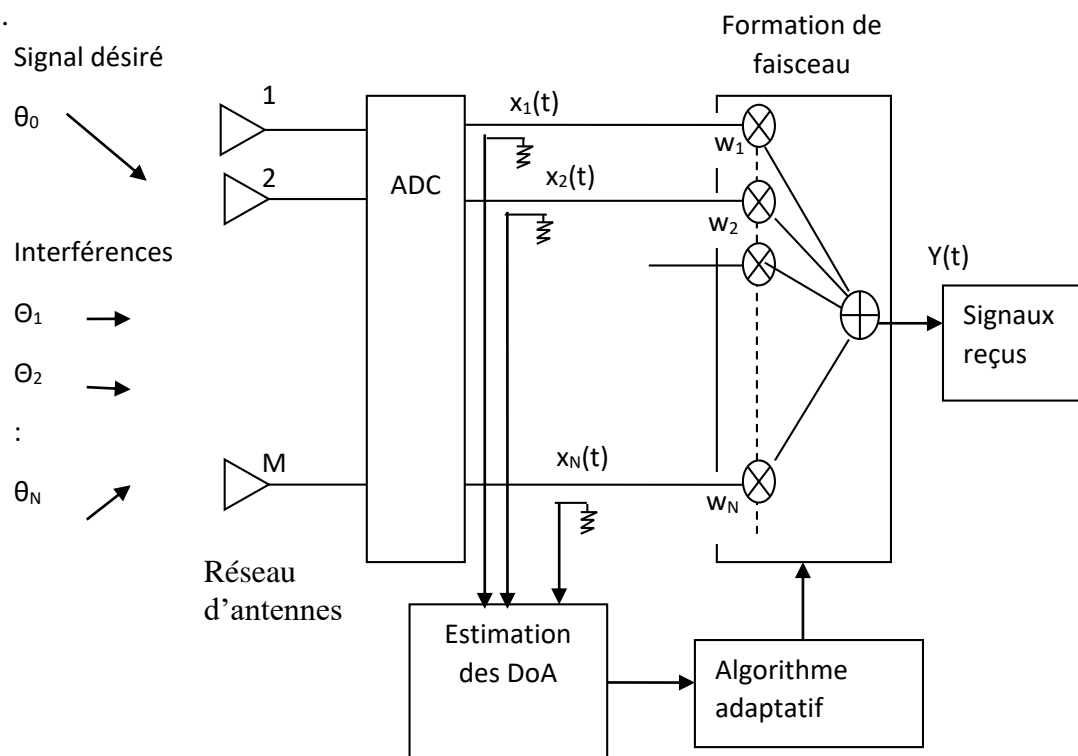 .
Signal désiré
θ0
Interférences
Θ1
Θ2
:
θN
1
2
M
Réseau
d’antennes
ADC
x1(t)
x2(t)
xN(t)
Formation de
faisceau
w1
w2
wN
Y(t)
Signaux
reçus
Estimation
des DoA
Algorithme
adaptatif